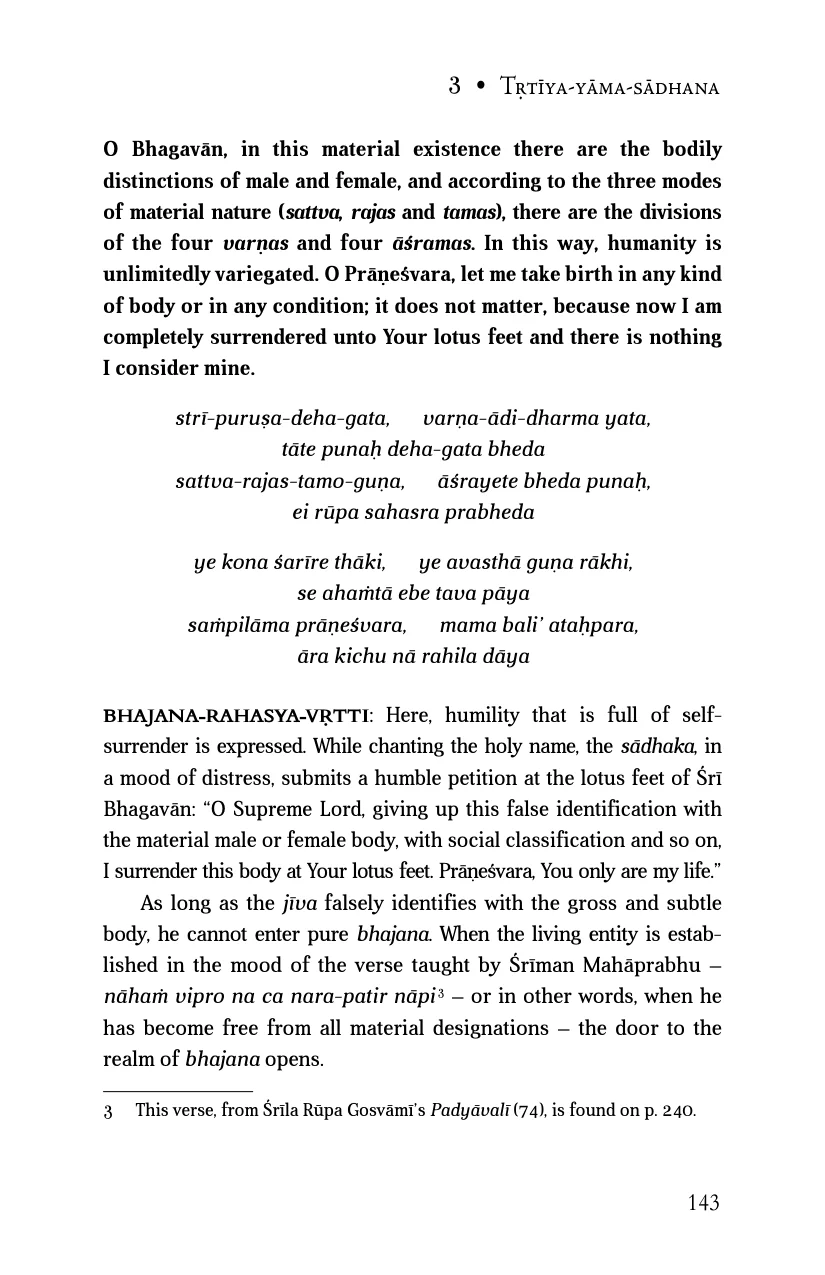 3 • Tṛtīya-yāma-sādhana
O Bhagavān, in this material existence there are the bodily
distinctions of male and female, and according to the three modes
of material nature (sattva, rajas and tamas), there are the divisions
of the four varṇas and four āśramas. In this way, humanity is
unlimitedly variegated. O Prāṇeśvara, let me take birth in any kind
of body or in any condition; it does not matter, because now I am
completely surrendered unto Your lotus feet and there is nothing
I consider mine.
strī-puruṣa-deha-gata, varṇa-ādi-dharma yata,
tāte punaḥ deha-gata bheda
sattva-rajas-tamo-guṇa, āśrayete bheda punaḥ,
ei rūpa sahasra prabheda
ye kona śarīre thāki, ye avasthā guṇa rākhi,
se ahaṁtā ebe tava pāya
saṁpilāma prāṇeśvara, mama bali' ataḥpara,
āra kichu nā rahila dāya
BHAJANA-RAHASYA-VṚTTI: Here, humility that is full of self-
surrender is expressed. While chanting the holy name, the sādhaka, in
a mood of distress, submits a humble petition at the lotus feet of Śrī
Bhagavān: “O Supreme Lord, giving up this false identification with
the material male or female body, with social classification and so on,
I surrender this body at Your lotus feet. Prāṇeśvara, You only are my life.”
As long as the jīva falsely identifies with the gross and subtle
body, he cannot enter pure bhajana. When the living entity is estab-
lished in the mood of the verse taught by Śrīman Mahāprabhu –
nāhaṁ vipro na ca nara-patir nāpi³ – or in other words, when he
has become free from all material designations – the door to the
realm of bhajana opens.
3 This verse, from Śrīla Rūpa Gosvāmī's Padyāvalī (74), is found on p. 240.
143